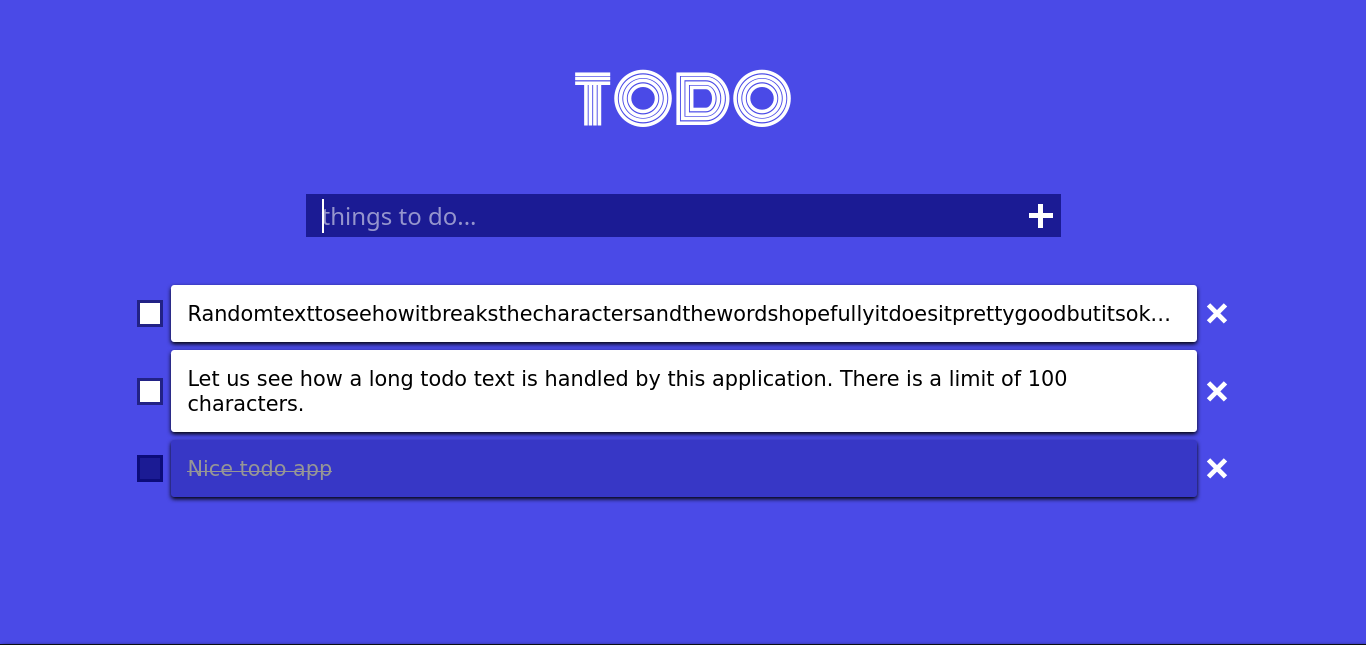 TODO
things to do...
Randomtexttoseehowitbreaksthecharactersandthewordshopefullyitdoesitprettygoodbutitsok...
Let us see how a long todo text is handled by this application. There is a limit of 100
characters.
Nice todo app